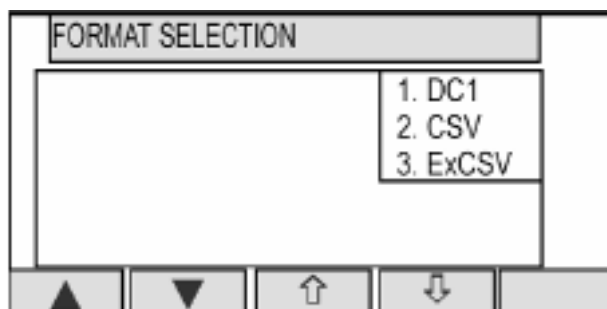 FORMAT SELECTION
1. DC1
2. CSV
3. ExCSV